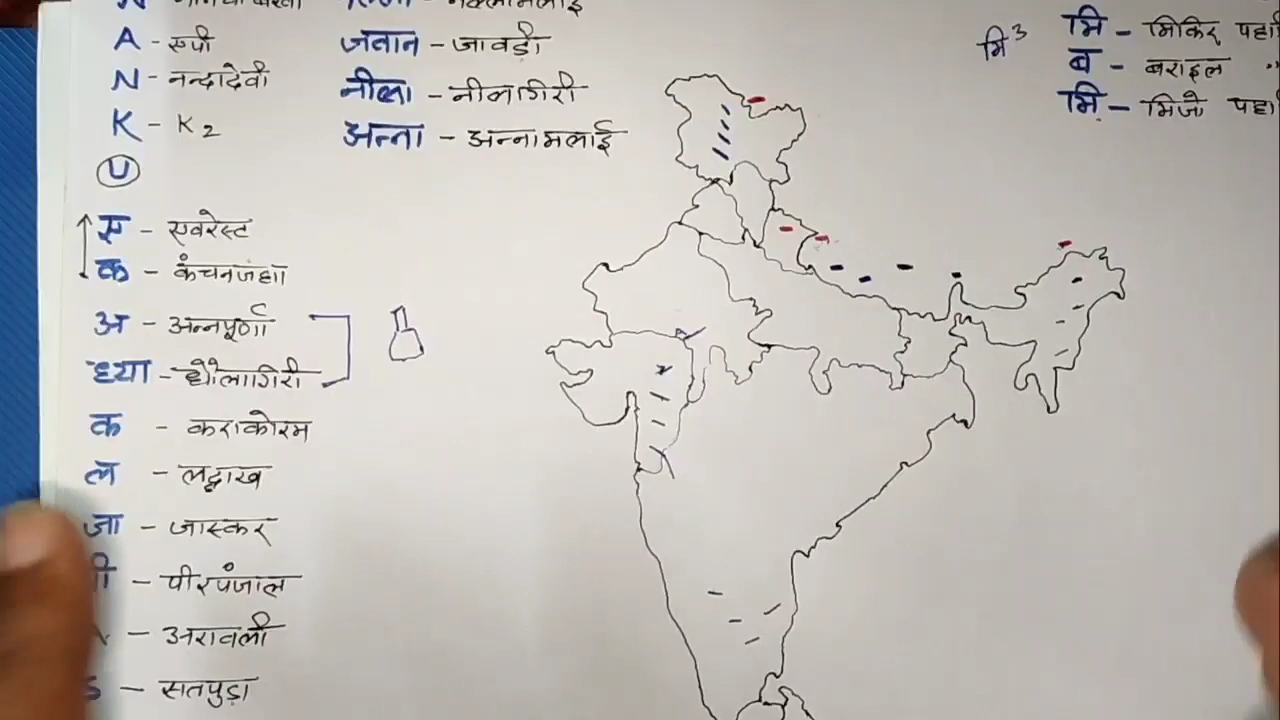 A - रूपी
N - नन्दादेवी
K - K2
U
ए - एवरेस्ट
क - कंचनजंघा
अ - अन्नपूर्णा
ध्या - धौलागिरी
क - काराकोरम
ल - लद्दाख
जा - जास्कर
- पीरपंजाल
- अरावली
- सतपुड़ा
जवान - जावड़ी
नीला - नीलगिरी
अन्ना - अन्नामलाई
मि³
मि - मिकिर
ब - बराइल "
मि - मिजो